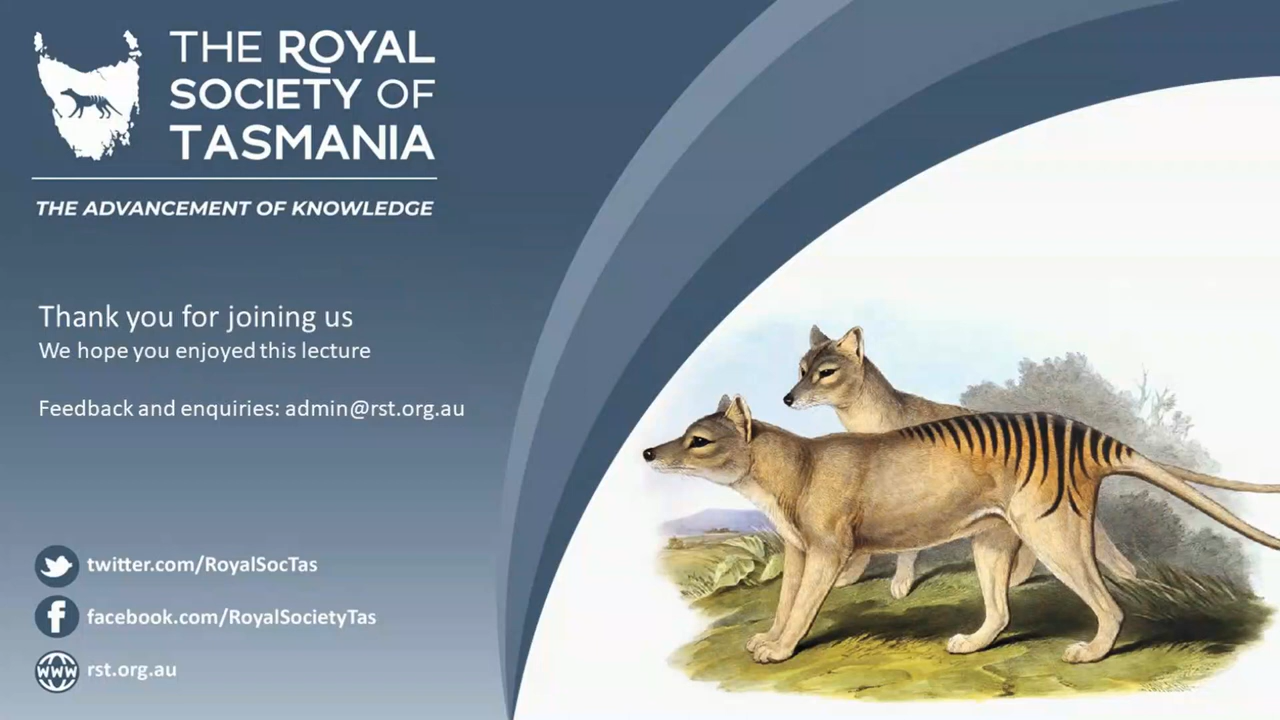 THE ROYAL
SOCIETY OF
TASMANIA
THE ADVANCEMENT OF KNOWLEDGE
Thank you for joining us
We hope you enjoyed this lecture
Feedback and enquiries: admin@rst.org.au
twitter.com/RoyalSocTas
facebook.com/RoyalSocietyTas
www rst.org.au